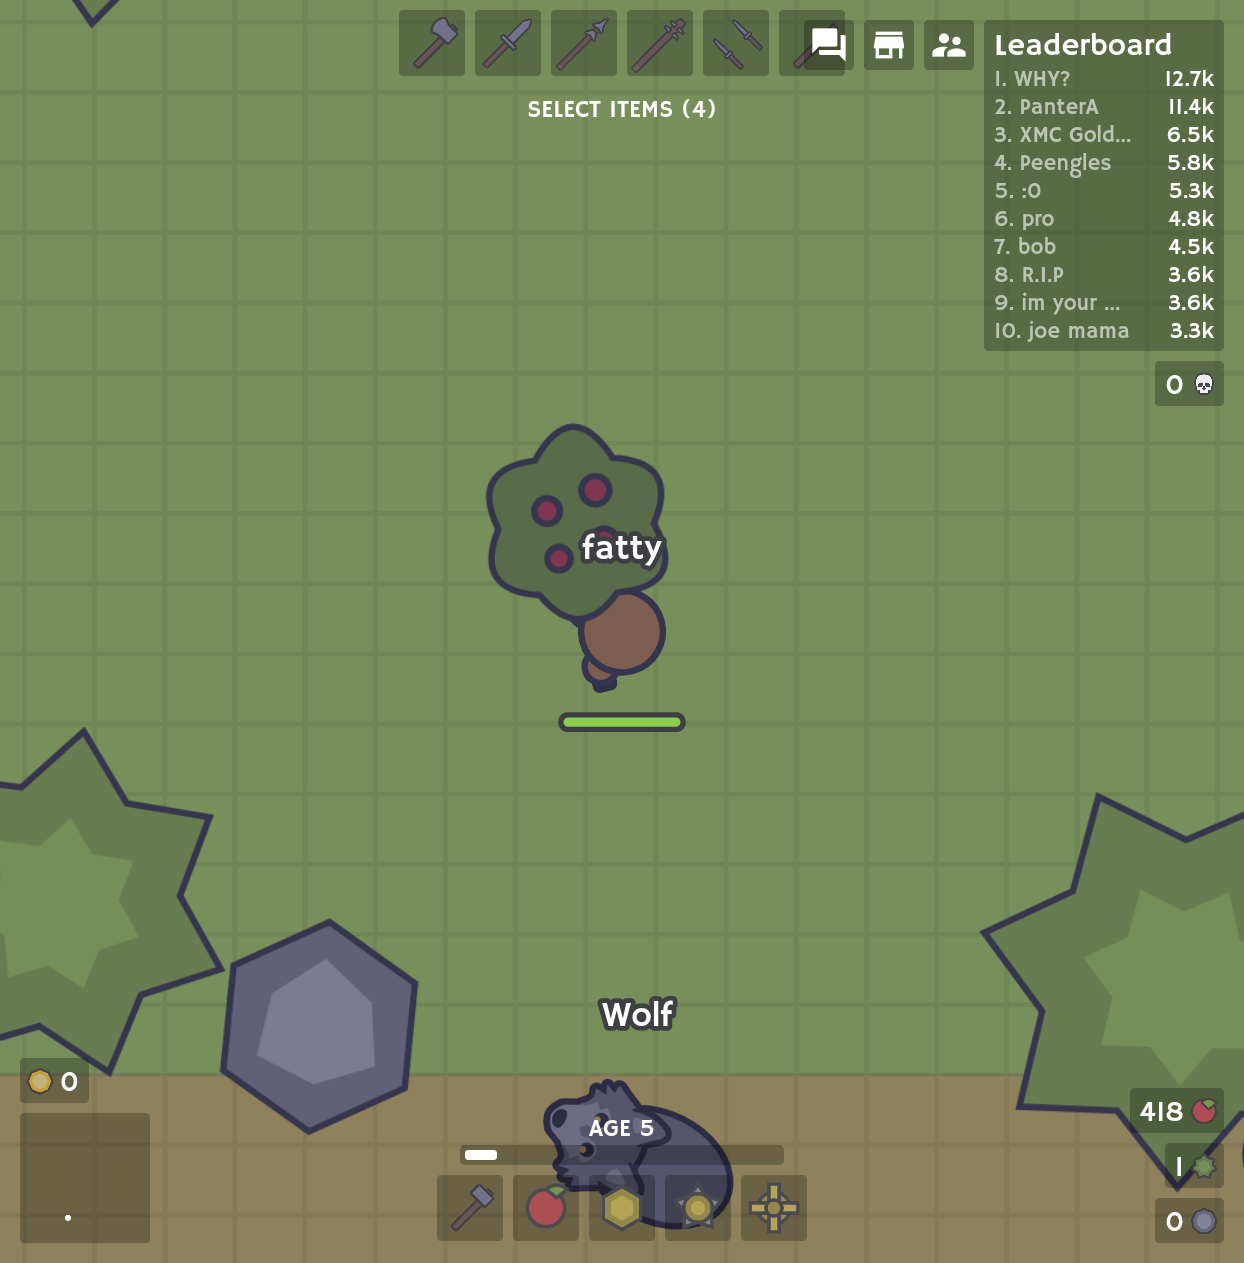 SELECT ITEMS (4)
Leaderboard
1. WHY? 12.7k
2. PanterA 11.4k
3. XMC Gold... 6.5k
4. Peengles 5.8k
5. :0 5.3k
6. pro 4.8k
7. bob 4.5k
8. R.I.P 3.6k
9. im your ... 3.6k
10. joe mama 3.3k
0
fatty
Wolf
0
418
AGE 5
1
0